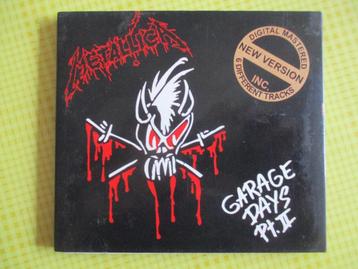 METALLICA
DIGITAL MASTERED
NEW VERSION
INC.
6 DIFFERENT TRACKS
GARAGE
DAYS
Pt. II